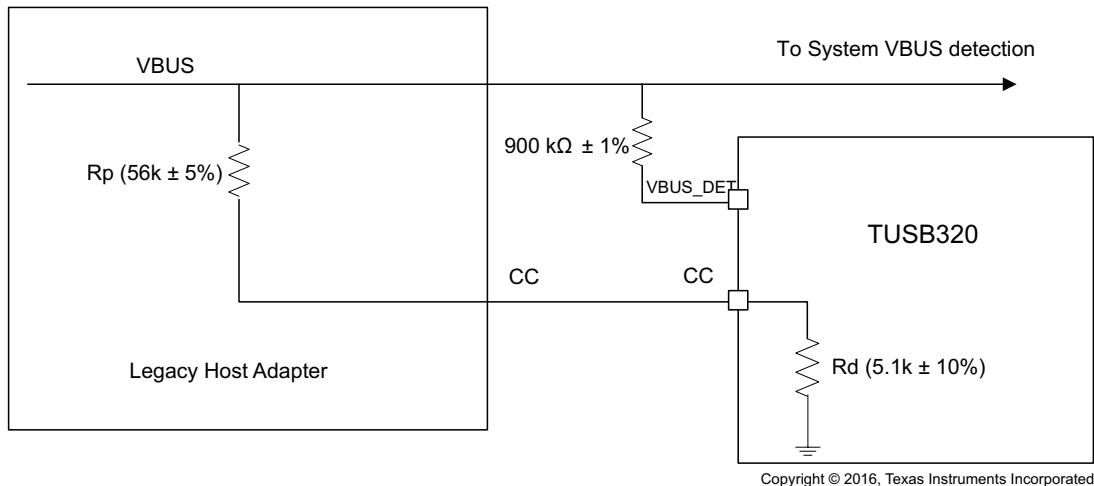 VBUS
To System VBUS detection
900 kΩ ± 1%
Rp (56k ± 5%)
VBUS_DET
TUSB320
CC
CC
Legacy Host Adapter
Rd (5.1k ± 10%)
Copyright © 2016, Texas Instruments Incorporated